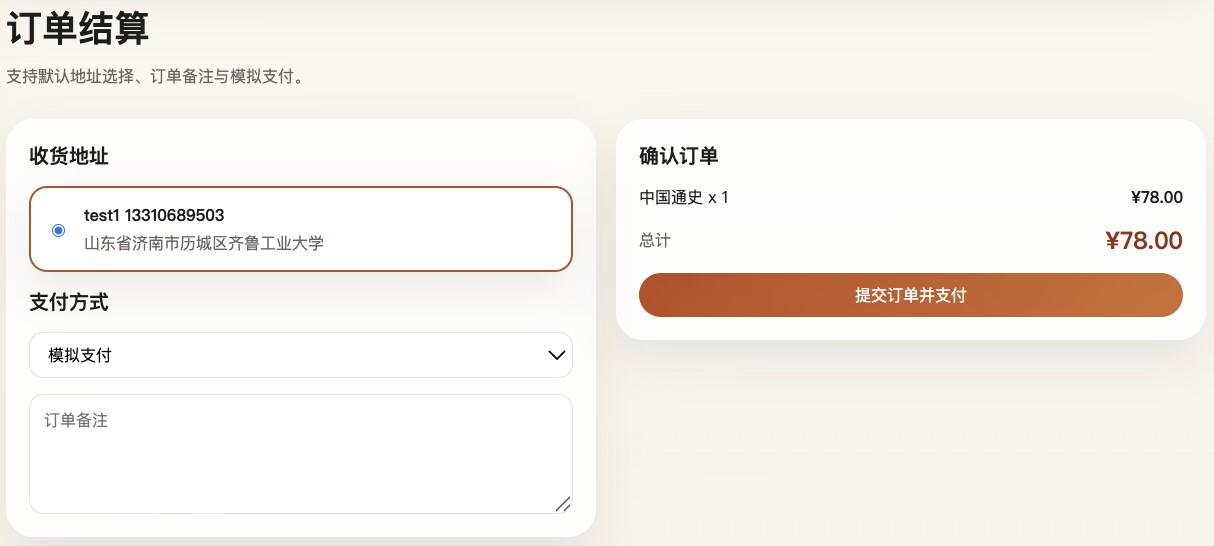 订单结算
支持默认地址选择、订单备注与模拟支付。
收货地址
test1 13310689503
山东省济南市历城区齐鲁工业大学
支付方式
模拟支付
订单备注
确认订单
中国通史 x 1 ¥78.00
总计 ¥78.00
提交订单并支付